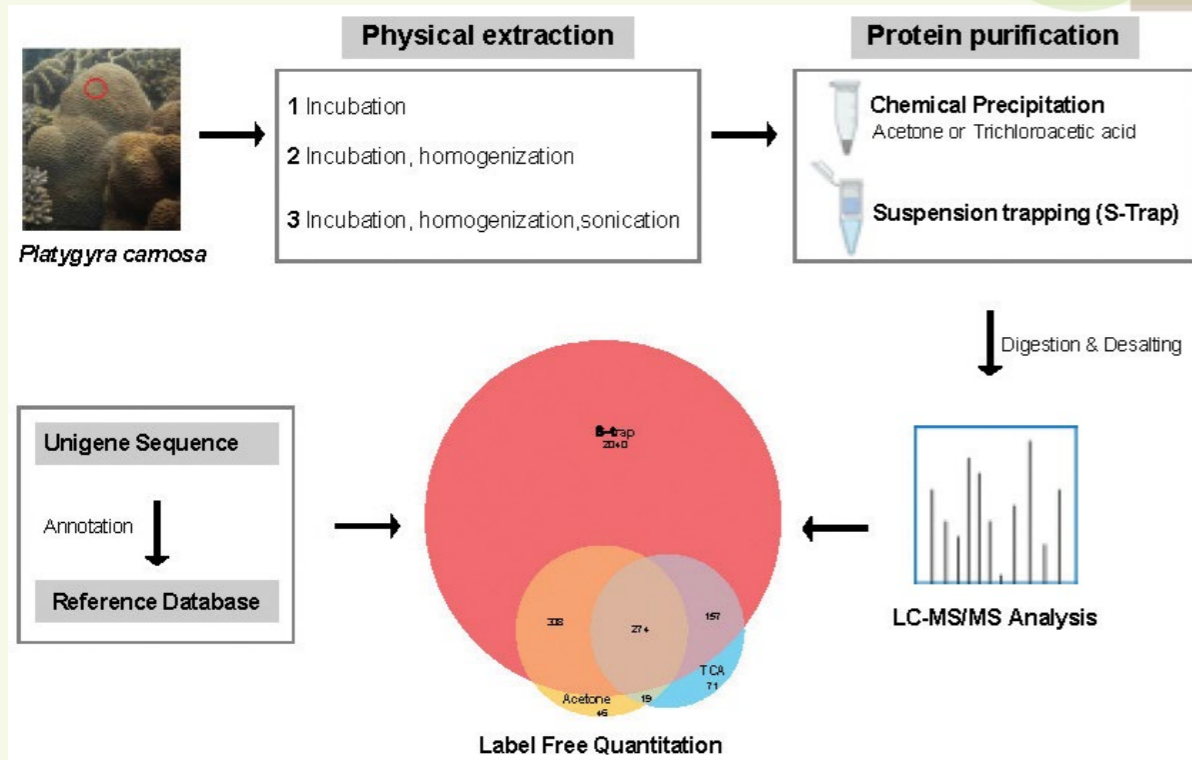 Physical extraction
Protein purification
1 Incubation
2 Incubation, homogenization
3 Incubation, homogenization,sonication
Chemical Precipitation
Acetone or Trichloroacetic acid
Suspension trapping (S-Trap)
Platygyra carnosa
Digestion & Desalting
Unigene Sequence
Annotation
Reference Database
S-trap
2040
274
157
TCA
71
Acetone
19
LC-MS/MS Analysis
Label Free Quantitation